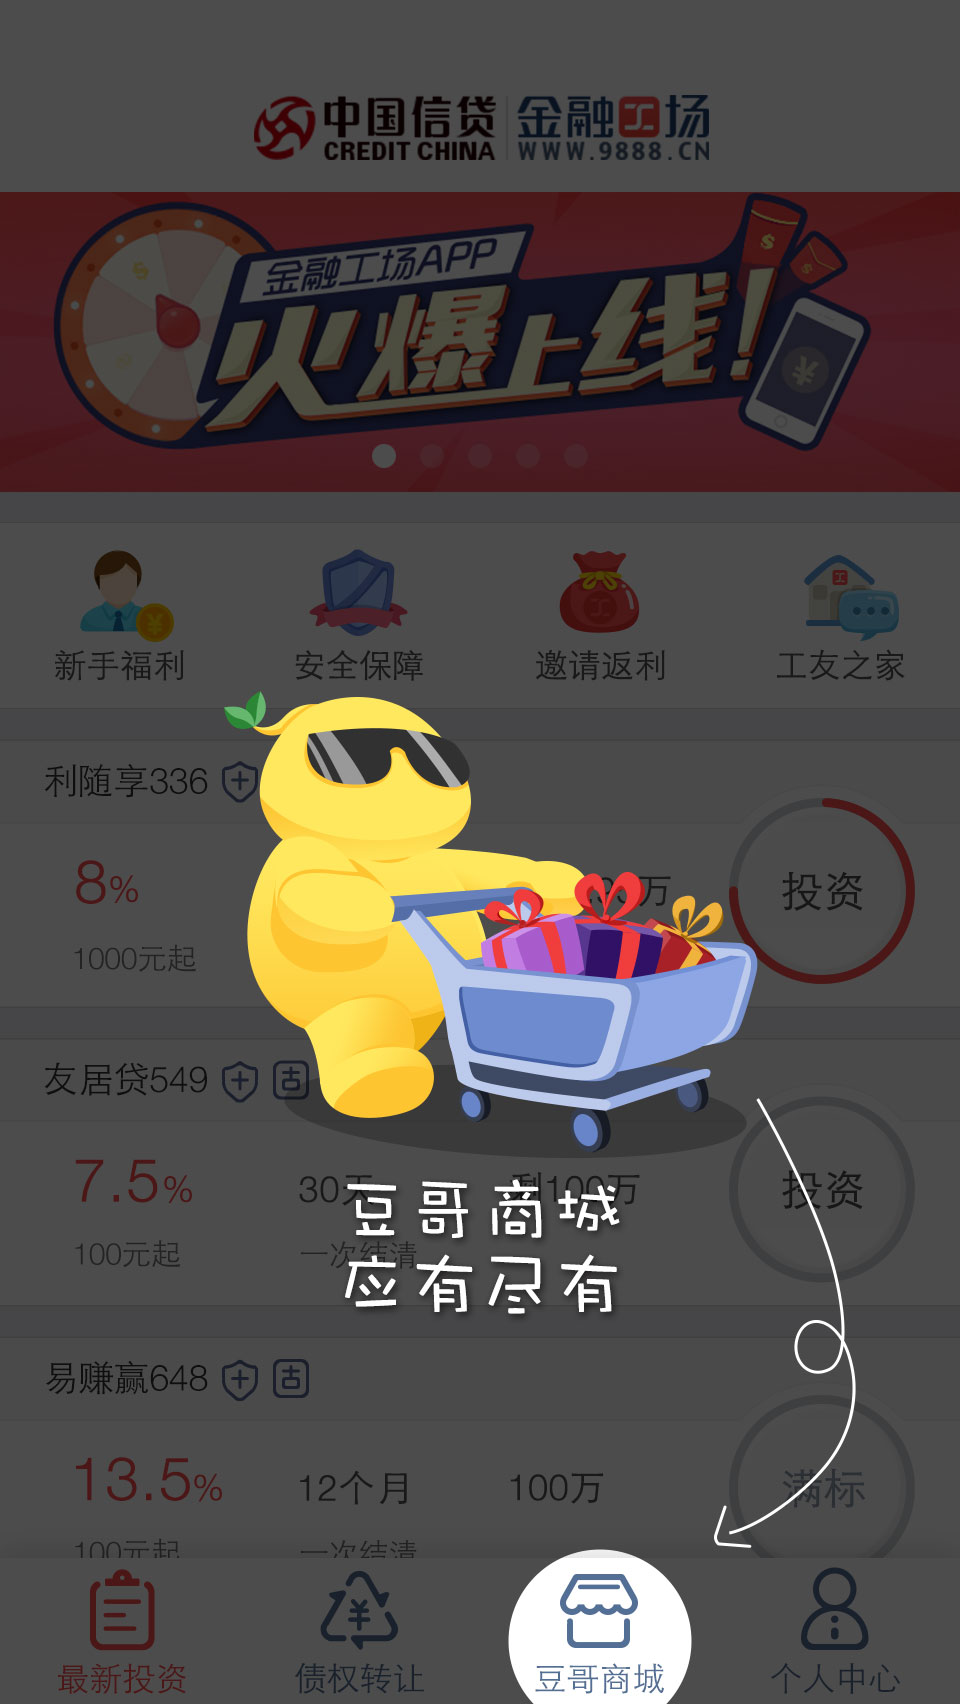 中国信贷 金融工场
CREDIT CHINA WWW.9888.CN
金融工场APP
火爆上线!
新手福利 安全保障 邀请返利 工友之家
利随享336
8% 万 投资
1000元起
友居贷549 古
7.5% 30天 剩100万 投资
100元起 一次结清
豆哥商城
应有尽有
易赚赢648 古
13.5% 12个月 100万 满标
100元起 一次结清
最新投资 债权转让 豆哥商城 个人中心